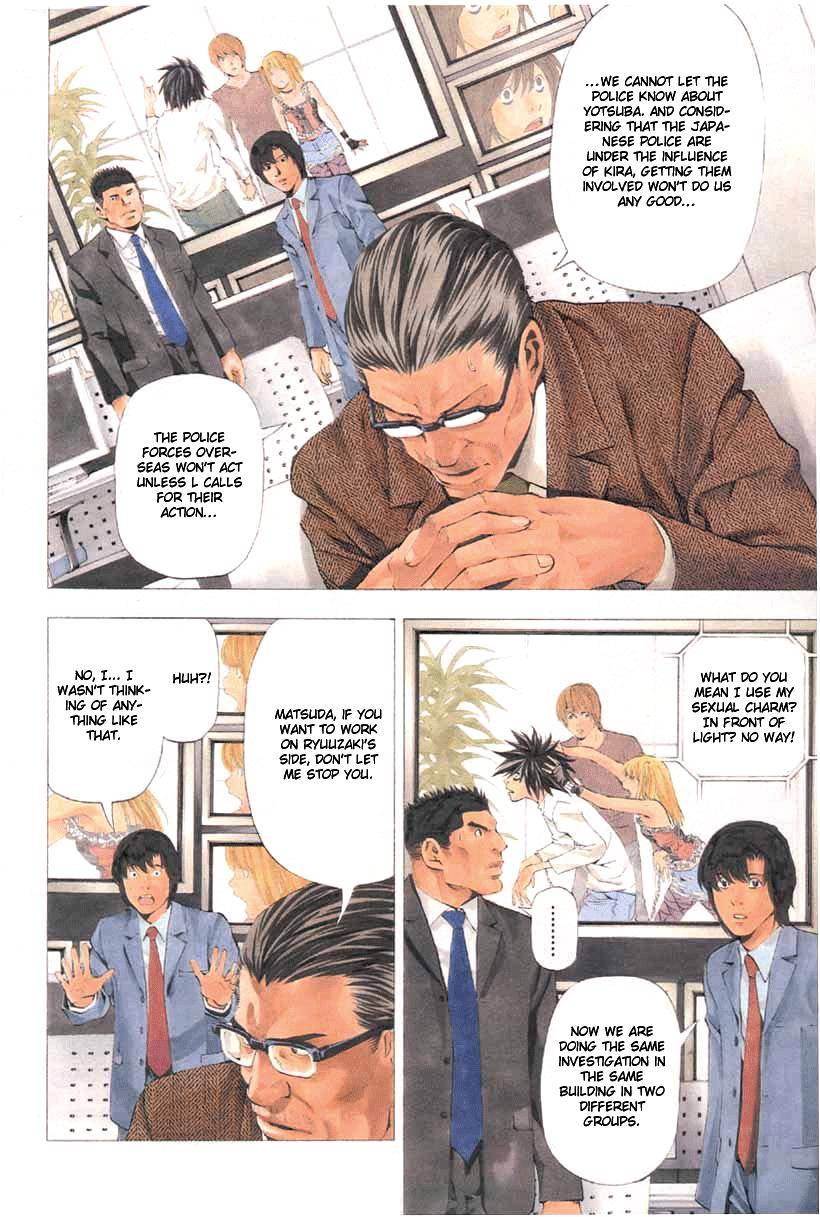 ...WE CANNOT LET THE
POLICE KNOW ABOUT
YOTSUBA. AND CONSID-
ERING THAT THE JAPA-
NESE POLICE ARE
UNDER THE INFLUENCE
OF KIRA, GETTING THEM
INVOLVED WON'T DO US
ANY GOOD...
THE POLICE
FORCES OVER-
SEAS WON'T ACT
UNLESS L CALLS
FOR THEIR
ACTION...
WHAT DO YOU
MEAN I USE MY
SEXUAL CHARM?
IN FRONT OF
LIGHT? NO WAY!
.......
NOW WE ARE
DOING THE SAME
INVESTIGATION
IN THE SAME
BUILDING IN TWO
DIFFERENT
GROUPS.
MATSUDA, IF YOU
WANT TO WORK
ON RYUUZAKI'S
SIDE, DON'T LET
ME STOP YOU.
HUH?!
NO, I... I
WASN'T THINK-
ING OF ANY-
THING LIKE
THAT.